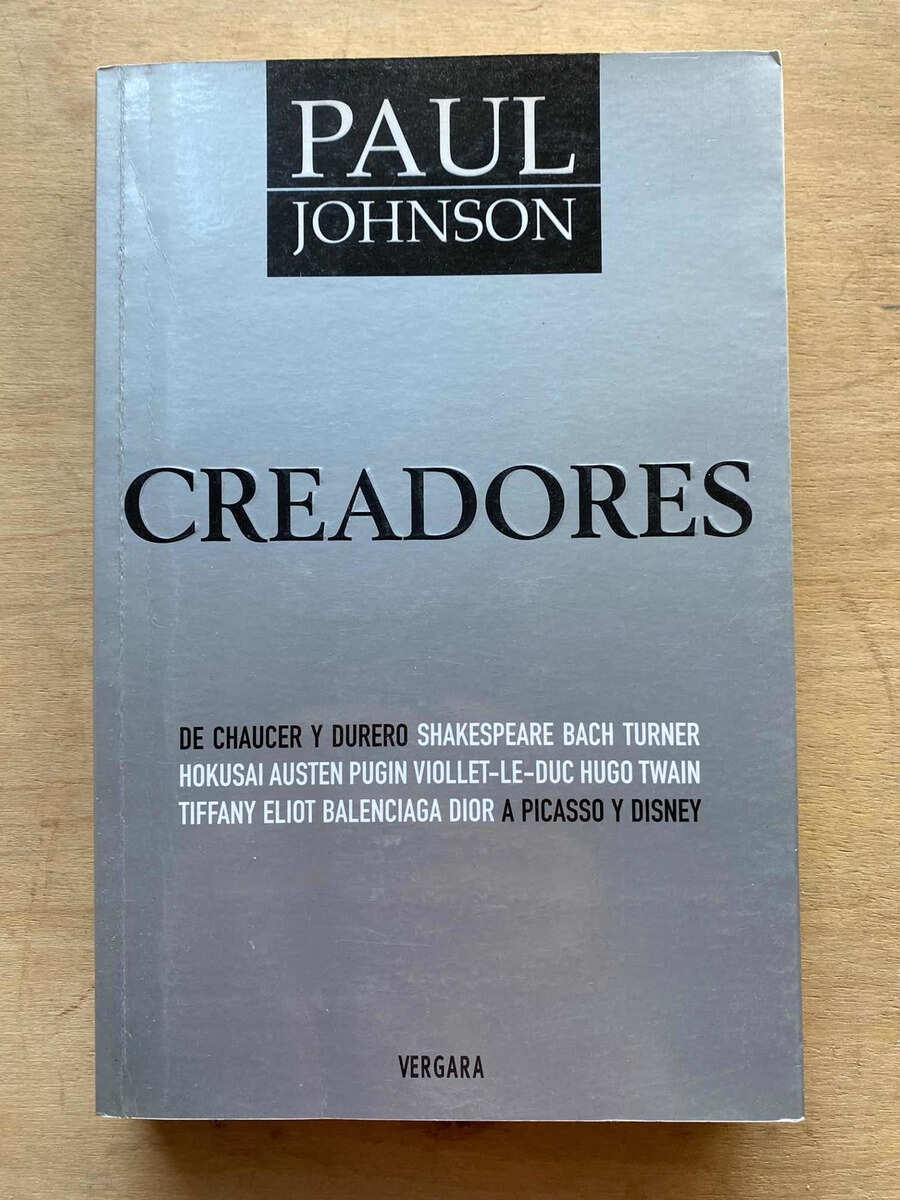 PAUL
JOHNSON
CREADORES
DE CHAUCER Y DURERO SHAKESPEARE BACH TURNER
HOKUSAI AUSTEN PUGIN VIOLLET-LE-DUC HUGO TWAIN
TIFFANY ELIOT BALENCIAGA DIOR A PICASSO Y DISNEY
VERGARA